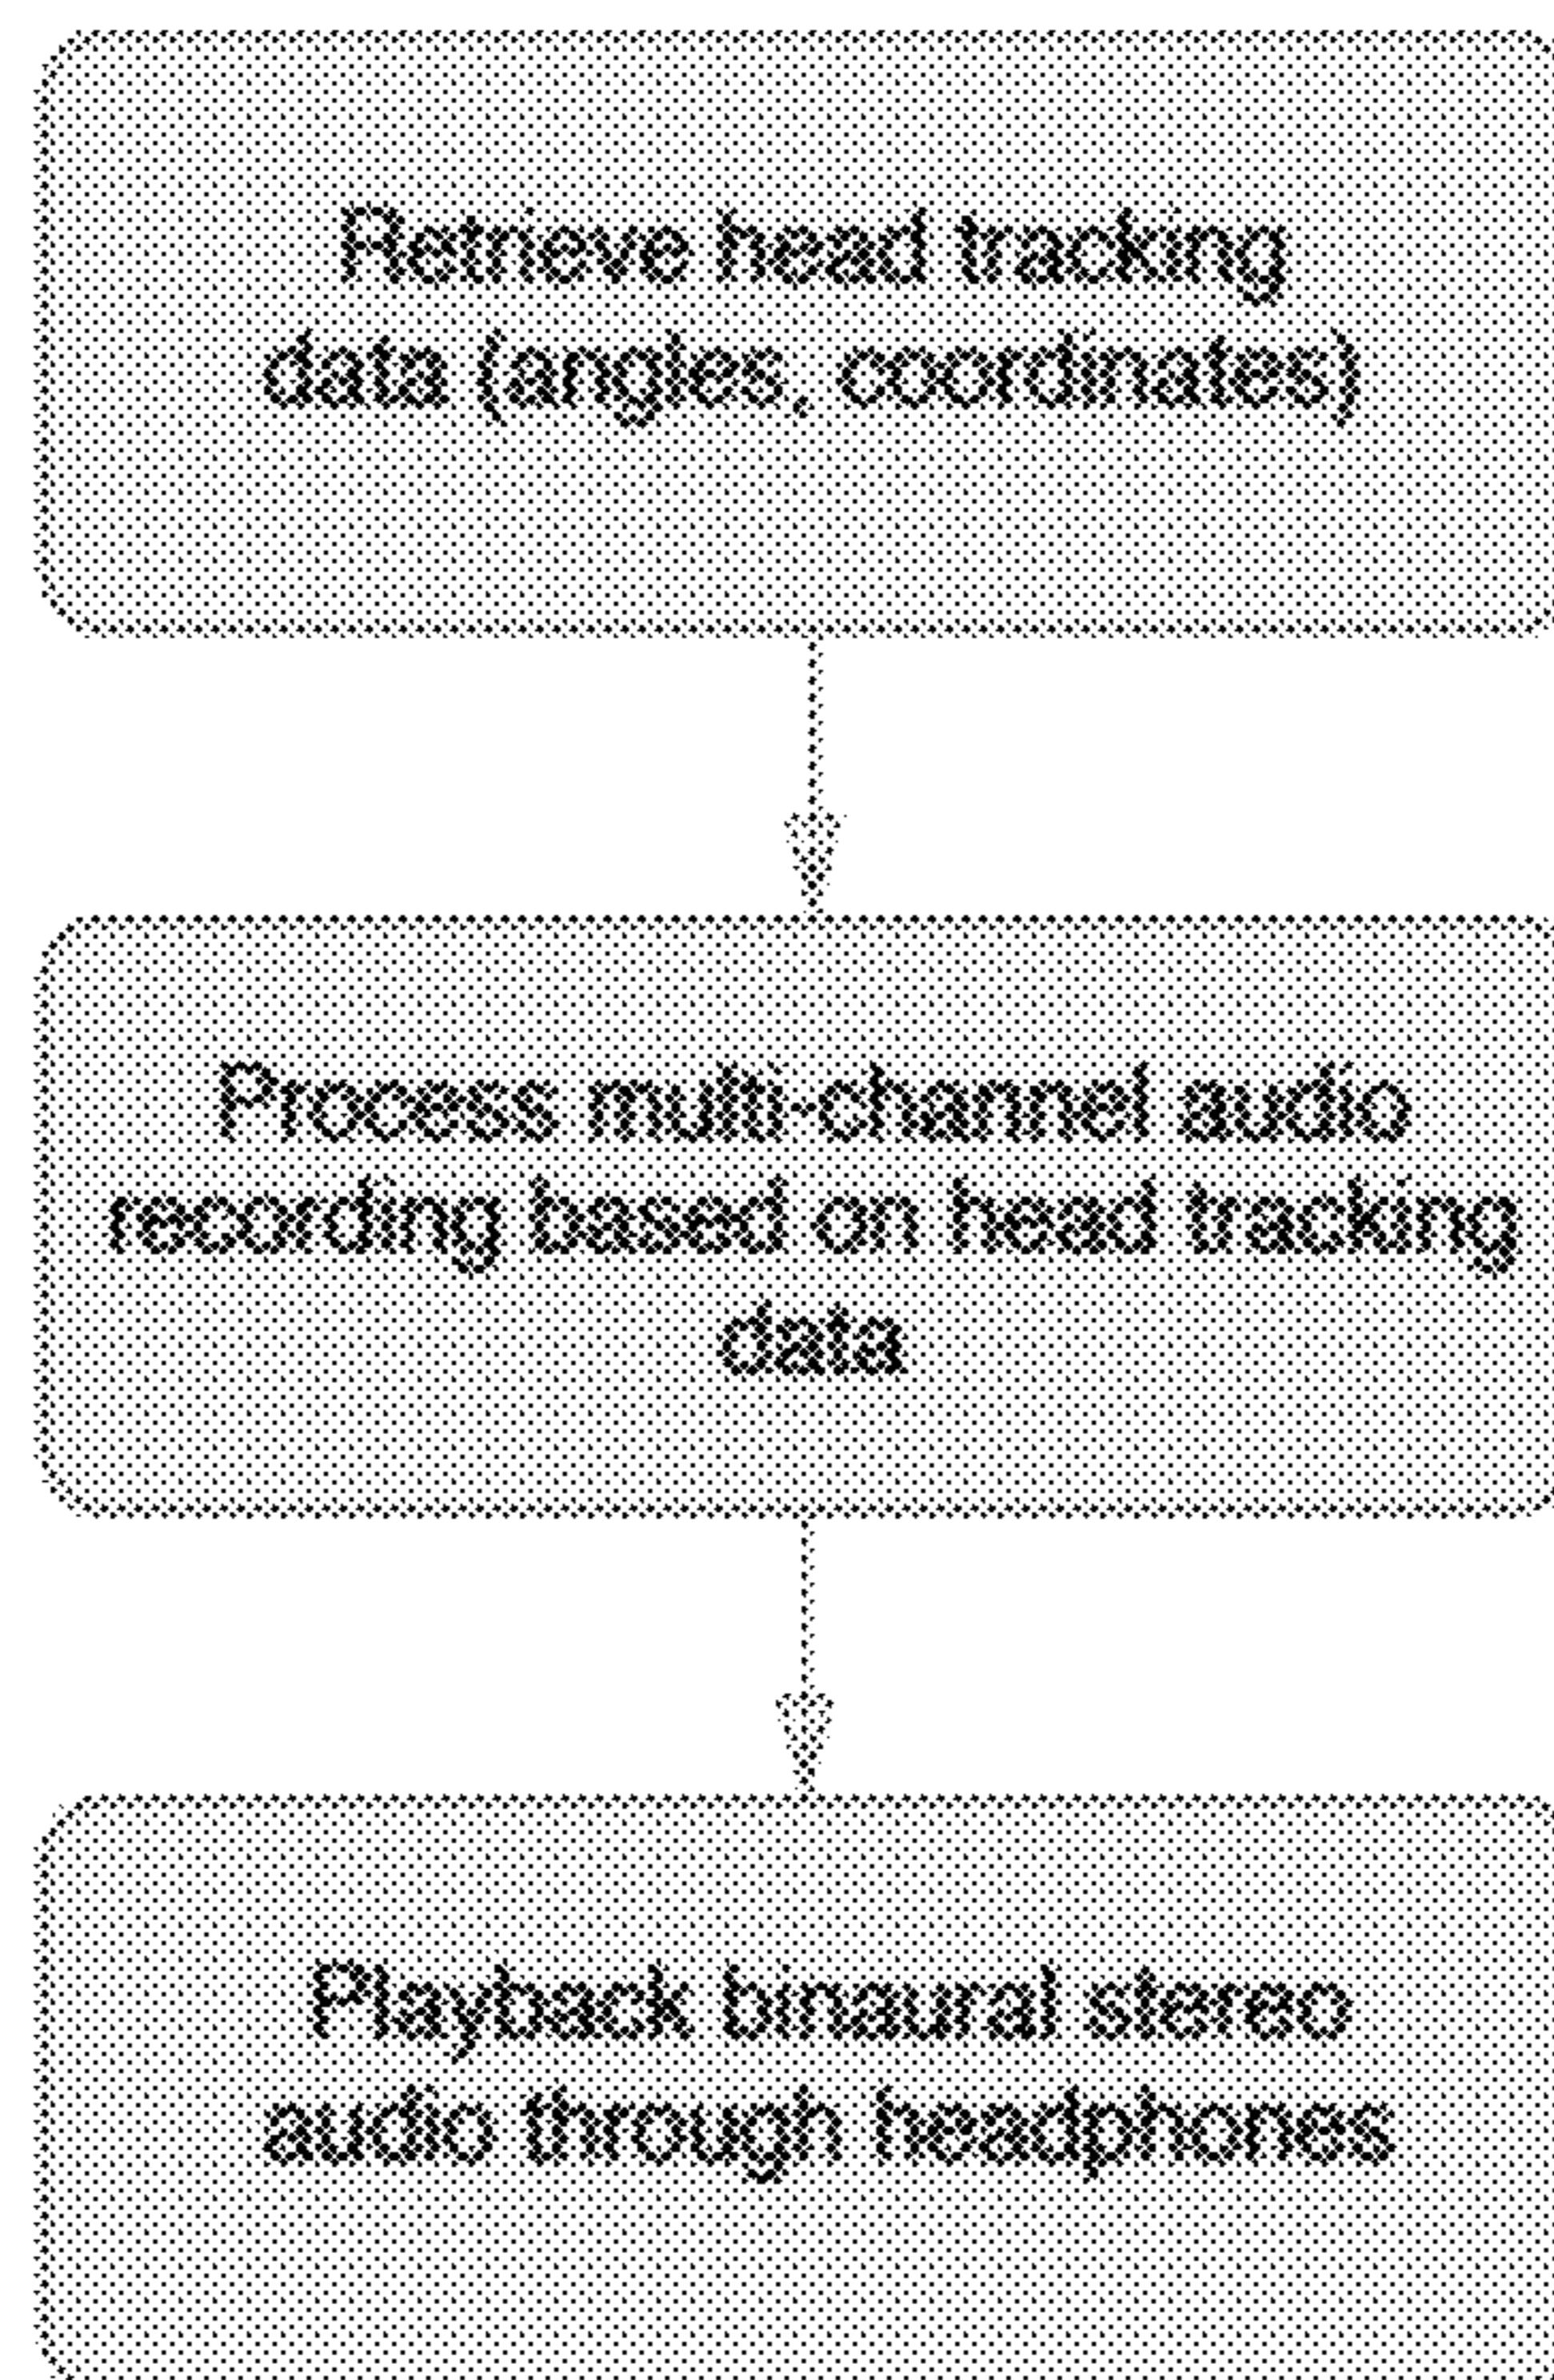 Retrieve head tracking
data (angles, coordinates)
Process multi-channel audio
recording based on head tracking
data
Playback binaural stereo
audio through headphones